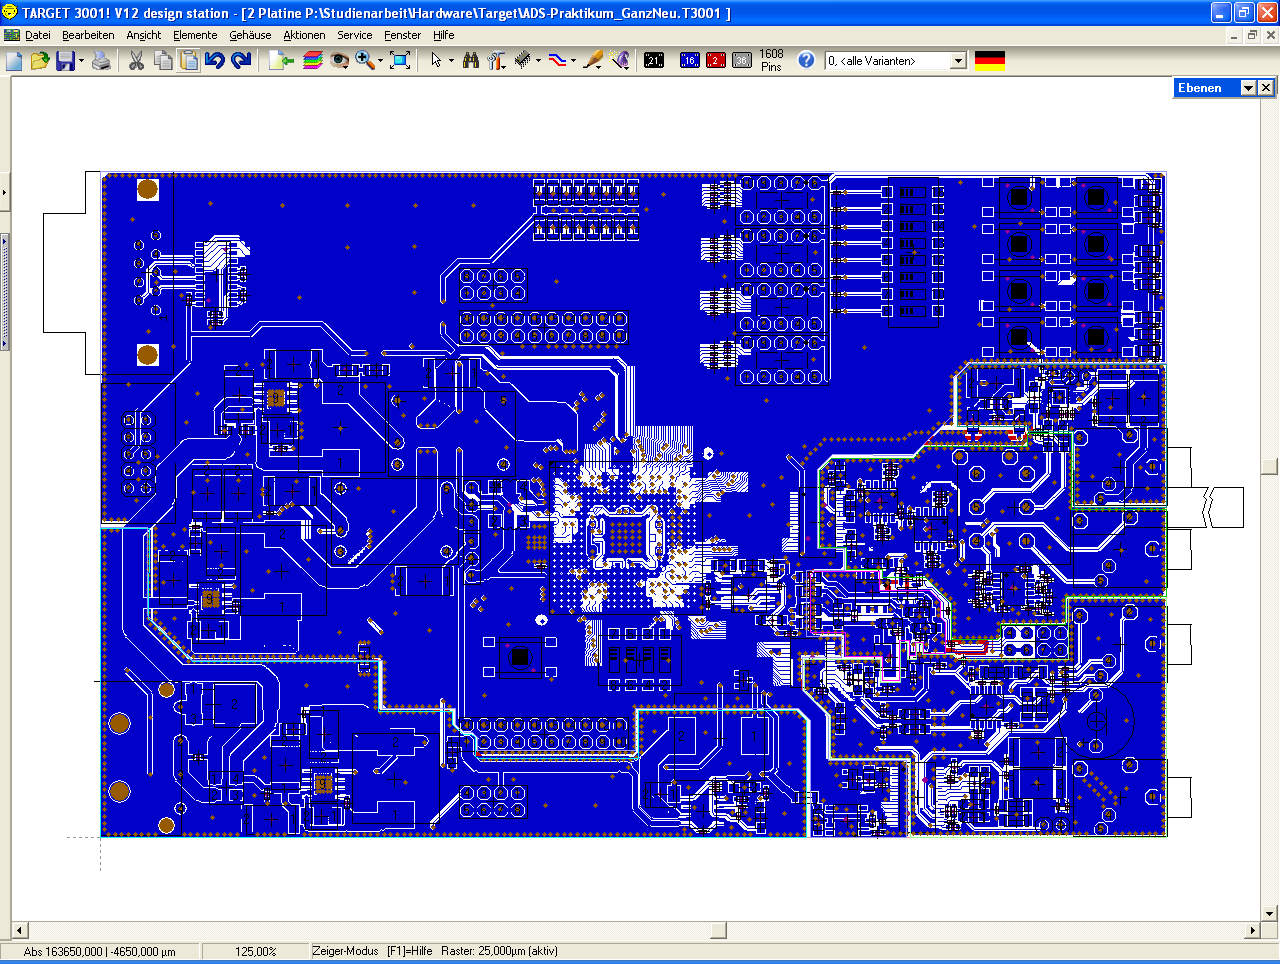 TARGET 3001! V12 design station - [2 Platine P:\Studienarbeit\Hardware\Target\ADS-Praktikum_GanzNeu.T3001 ]
Datei Bearbeiten Ansicht Elemente Gehäuse Aktionen Service Fenster Hilfe
21 16 2 36 1608 Pins 0, <alle Varianten>
Ebenen
Abs 163650,000 | -4650,000 µm 125,00% Zeiger-Modus [F1]=Hilfe Raster: 25,000µm (aktiv)